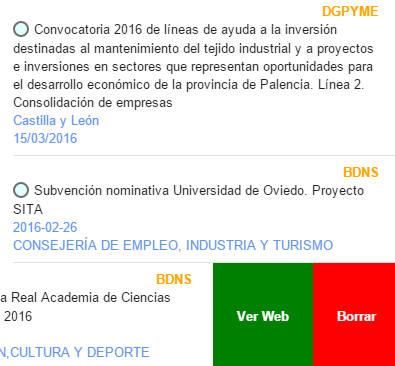 DGPYME
Convocatoria 2016 de líneas de ayuda a la inversión
destinadas al mantenimiento del tejido industrial y a proyectos
e inversiones en sectores que representan oportunidades para
el desarrollo económico de la provincia de Palencia. Línea 2.
Consolidación de empresas
Castilla y León
15/03/2016
BDNS
Subvención nominativa Universidad de Oviedo. Proyecto
SITA
2016-02-26
CONSEJERÍA DE EMPLEO, INDUSTRIA Y TURISMO
BDNS
a Real Academia de Ciencias
2016
N,CULTURA Y DEPORTE
Ver Web
Borrar